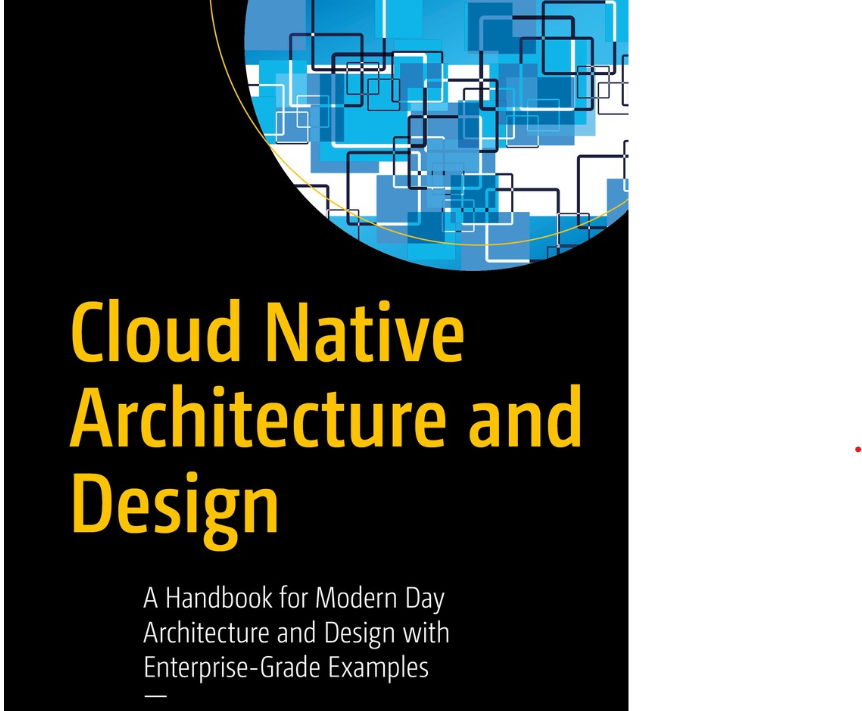 Cloud Native
Architecture and
Design
A Handbook for Modern Day
Architecture and Design with
Enterprise-Grade Examples
—